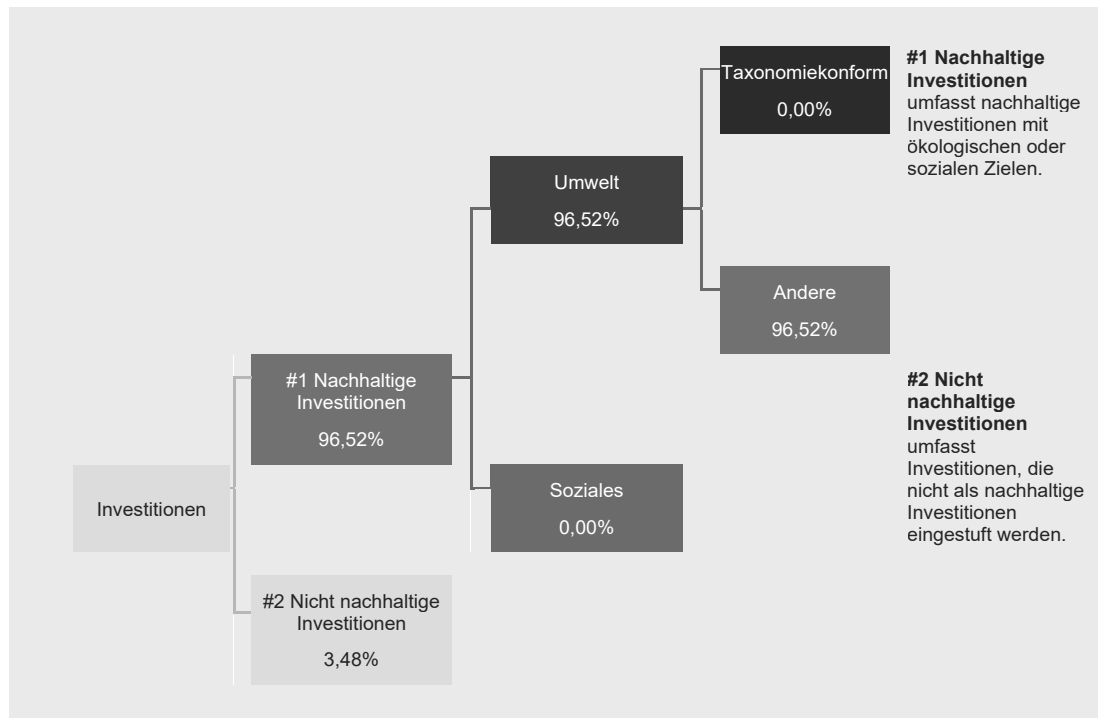 Taxonomiekonform
0,00%
#1 Nachhaltige
Investitionen
umfasst nachhaltige
Investitionen mit
ökologischen oder
sozialen Zielen.
Umwelt
96,52%
Andere
96,52%
#1 Nachhaltige
Investitionen
96,52%
#2 Nicht
nachhaltige
Investitionen
umfasst
Investitionen, die
nicht als nachhaltige
Investitionen
eingestuft werden.
Investitionen
Soziales
0,00%
#2 Nicht nachhaltige
Investitionen
3,48%